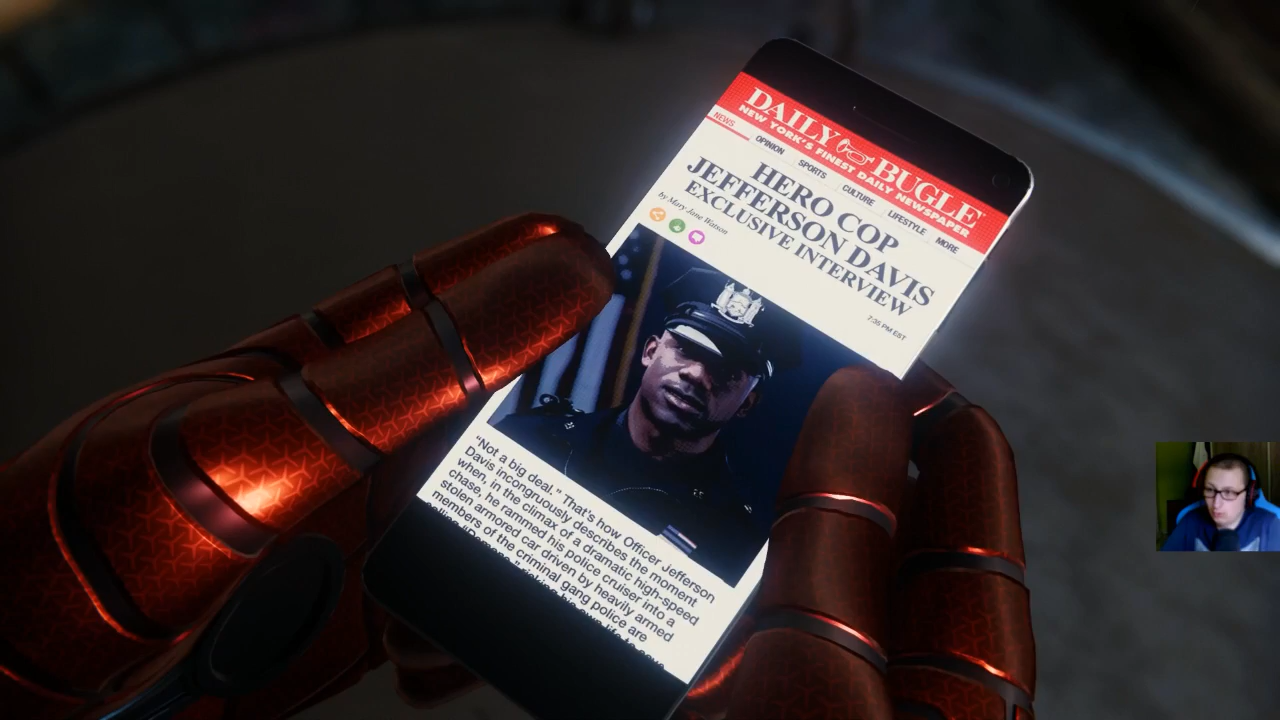 DAILY BUGLE
NEW YORK'S FINEST DAILY NEWSPAPER
NEWS OPINION SPORTS CULTURE LIFESTYLE MORE
HERO COP
JEFFERSON DAVIS
EXCLUSIVE INTERVIEW
by Mary Jane Watson
7:35 PM EST
"Not a big deal." That's how Officer Jefferson
Davis incongruously describes the moment
when, in the climax of a dramatic high-speed
chase, he rammed his police cruiser into a
stolen armored car driven by heavily armed
members of the criminal gang police are